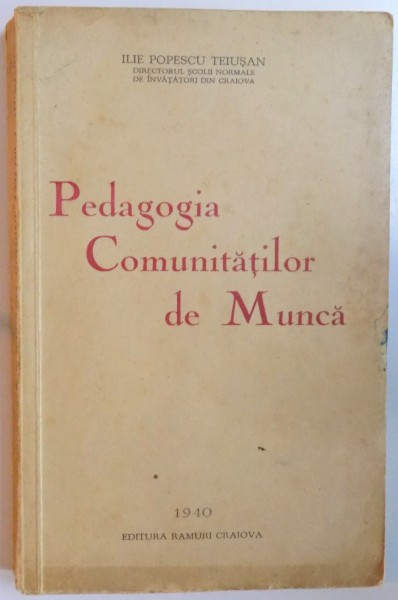 ILIE POPESCU TEIUȘAN
DIRECTORUL ȘCOLII NORMALE
DE ÎNVĂȚĂTORI DIN CRAIOVA
Pedagogia
Comunităților
de Muncă
1940
EDITURA RAMURI CRAIOVA